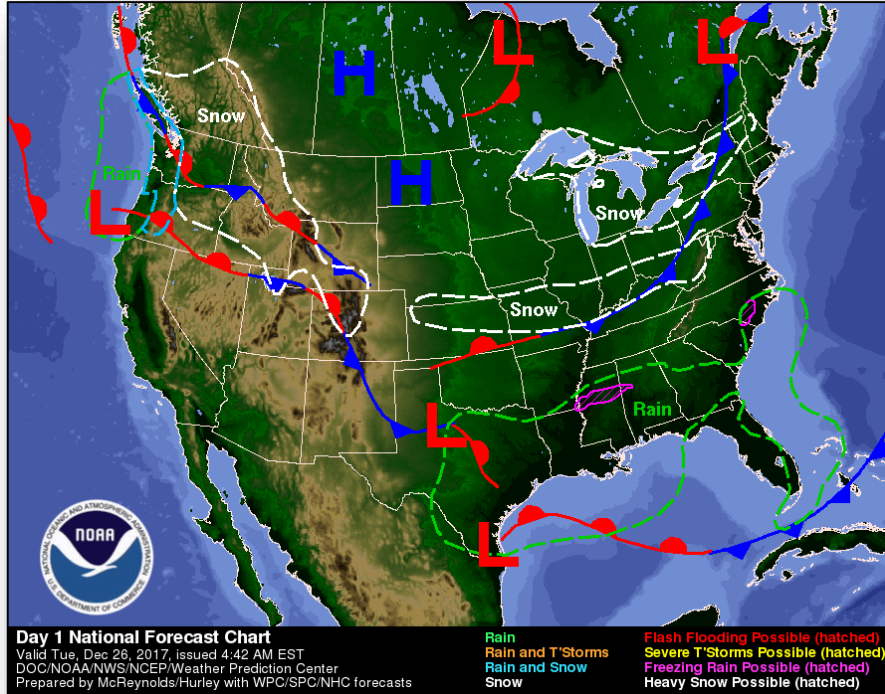 L
L
H
Snow
H
Rain
L
Snow
Snow
Rain
L
L
NATIONAL OCEANIC AND ATMOSPHERIC ADMINISTRATION
NOAA
U.S. DEPARTMENT OF COMMERCE
Day 1 National Forecast Chart
Valid Tue, Dec 26, 2017, issued 4:42 AM EST
DOC/NOAA/NWS/NCEP/Weather Prediction Center
Prepared by McReynolds/Hurley with WPC/SPC/NHC forecasts
Rain
Rain and T'Storms
Rain and Snow
Snow
Flash Flooding Possible (hatched)
Severe T'Storms Possible (hatched)
Freezing Rain Possible (hatched)
Heavy Snow Possible (hatched)